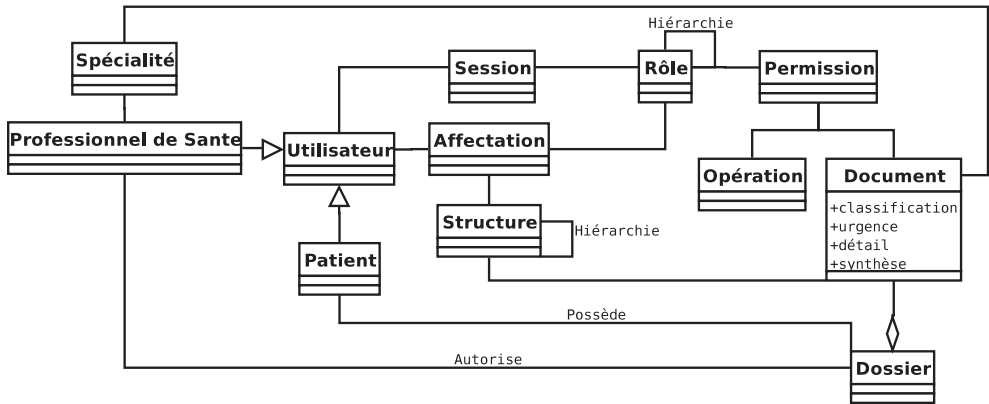 Hiérarchie
Spécialité
Session
Rôle
Permission
Professionnel de Sante
Utilisateur
Affectation
Opération
Document
+classification
+urgence
+détail
+synthèse
Structure
Hiérarchie
Patient
Possède
Autorise
Dossier